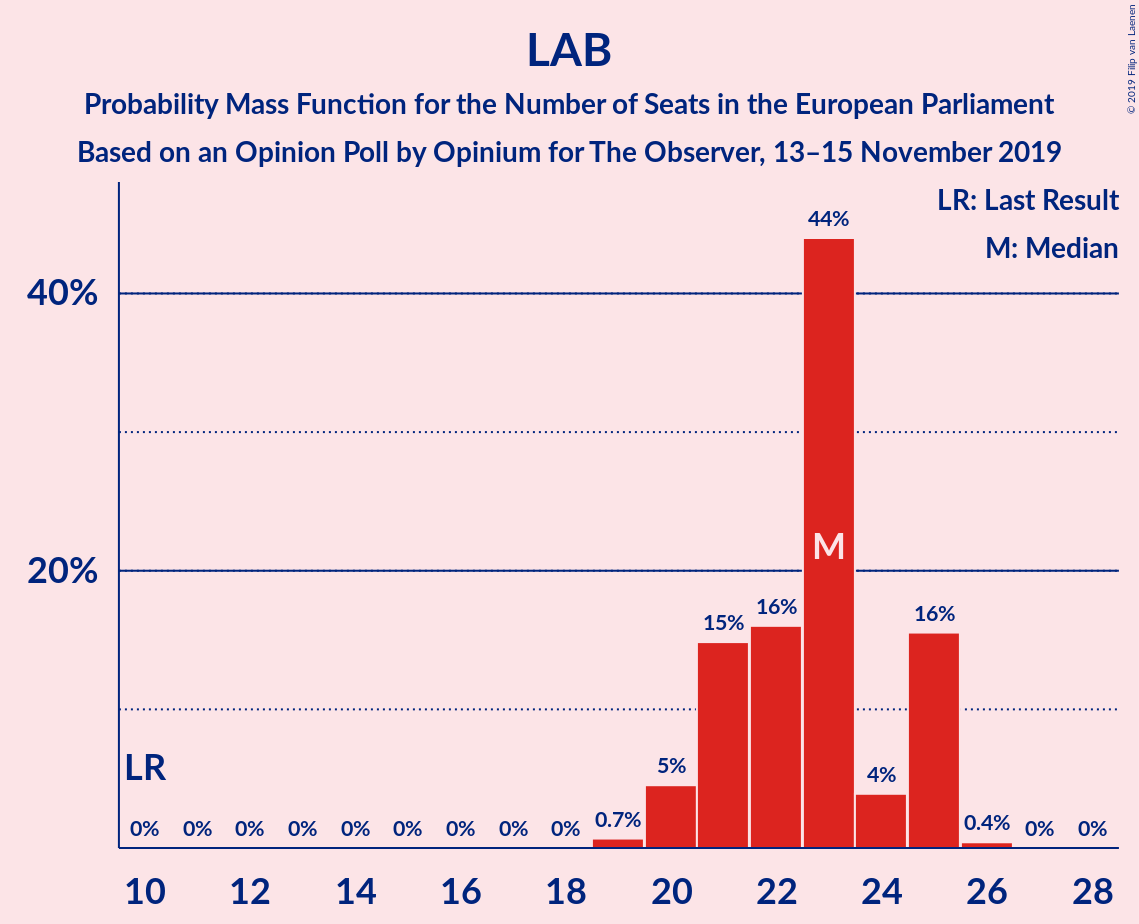 LAB
Probability Mass Function for the Number of Seats in the European Parliament
Based on an Opinion Poll by Opinium for The Observer, 13–15 November 2019
© 2019 Filip van Laenen
LR: Last Result
M: Median
44%
40%
M
20%
15% 16% 16%
LR
5% 4%
0% 0% 0% 0% 0% 0% 0% 0% 0% 0.7% 0.4% 0% 0%
10 12 14 16 18 20 22 24 26 28